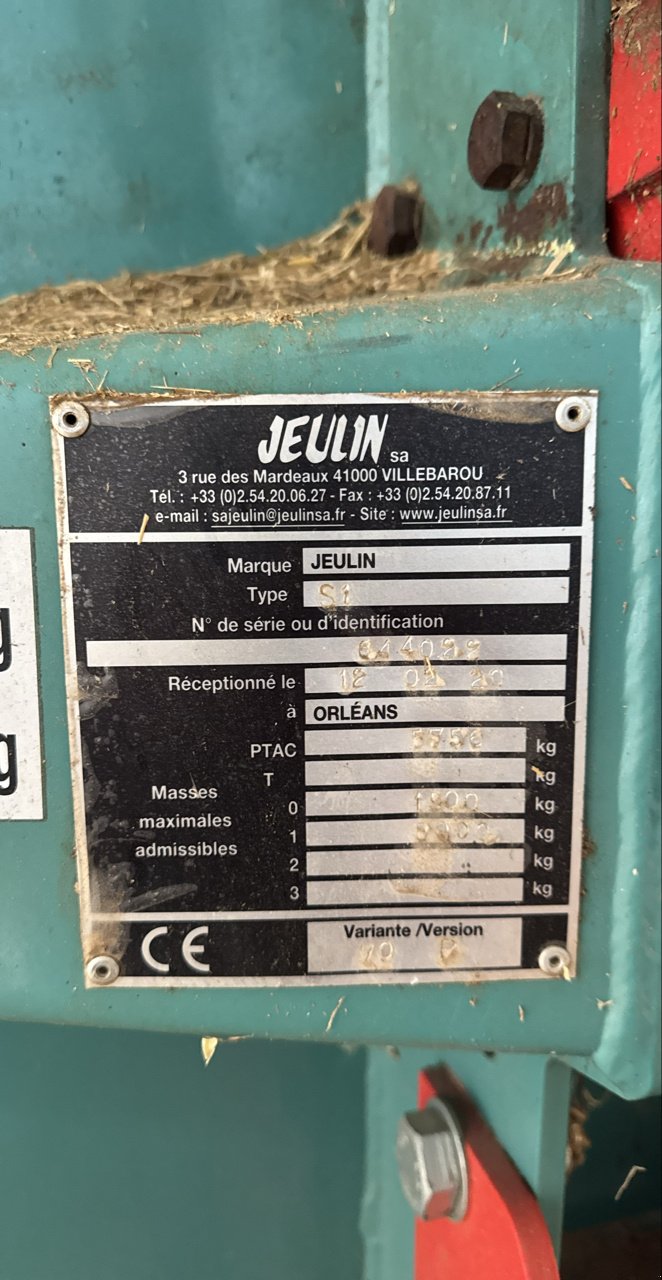 JEULIN sa
3 rue des Mardeaux 41000 VILLEBAROU
Tél. : +33 (0)2.54.20.06.27 - Fax : +33 (0)2.54.20.87.11
e-mail : sajeulin@jeulinsa.fr - Site : www.jeulinsa.fr
Marque JEULIN
Type S1
N° de série ou d'identification
Réceptionné le
à ORLÉANS
PTAC kg
T kg
Masses maximales admissibles
0 kg
1 kg
2 kg
3 kg
CE
Variante /Version
g
g